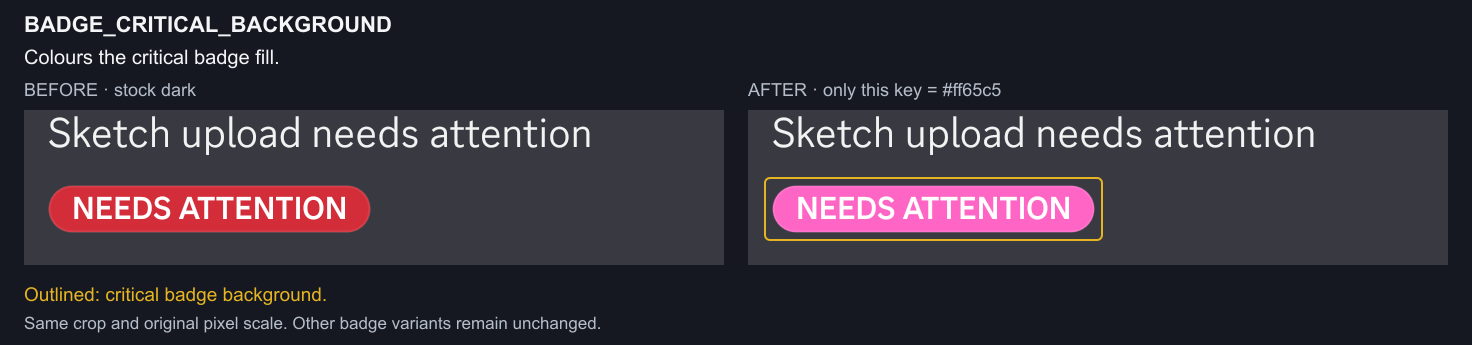 BADGE_CRITICAL_BACKGROUND
Colours the critical badge fill.
BEFORE · stock dark
AFTER · only this key = #ff65c5
Sketch upload needs attention
Sketch upload needs attention
NEEDS ATTENTION
NEEDS ATTENTION
Outlined: critical badge background.
Same crop and original pixel scale. Other badge variants remain unchanged.